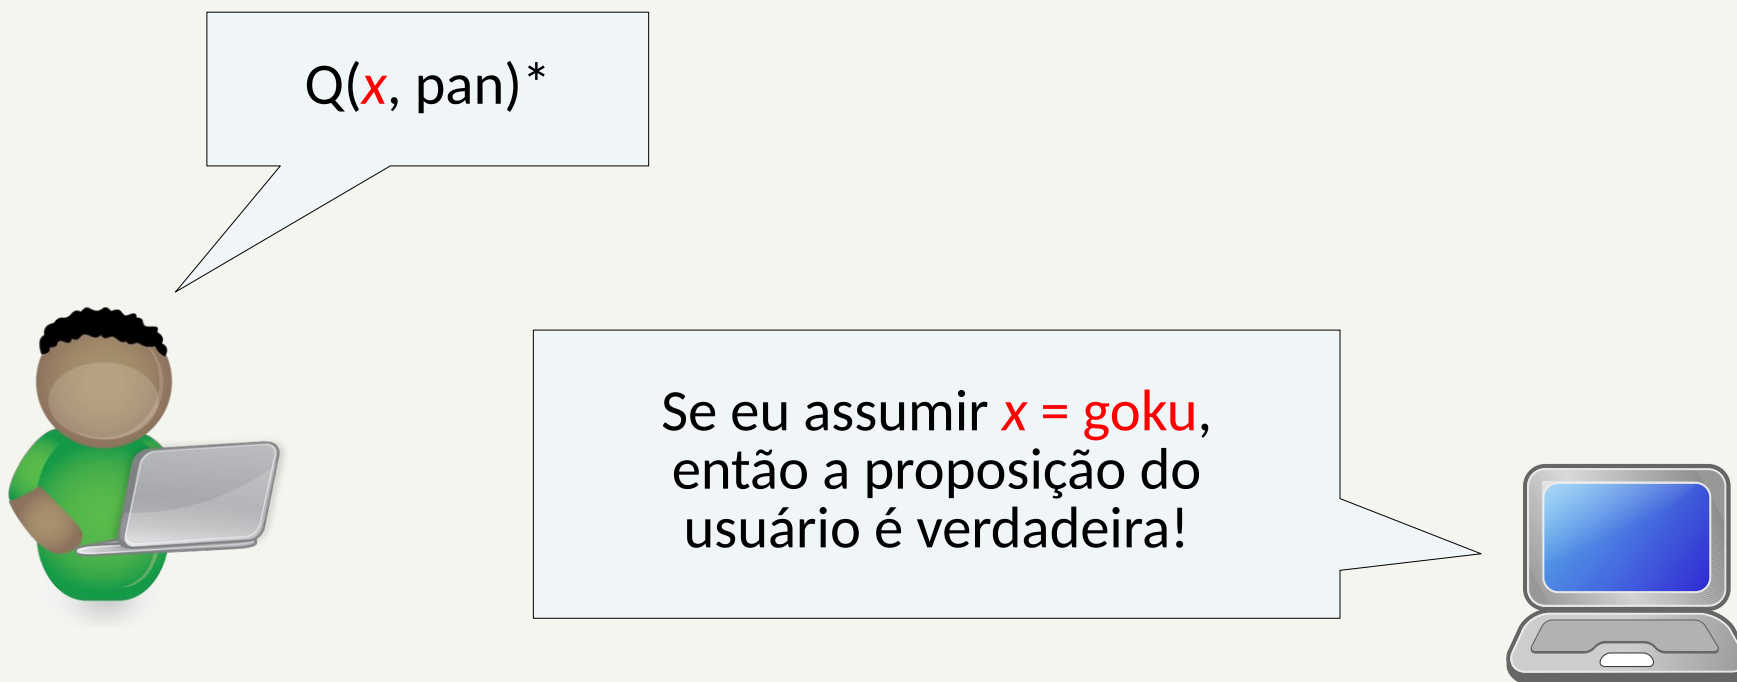 Q(x, pan)*
Se eu assumir x = goku,
então a proposição do
usuário é verdadeira!